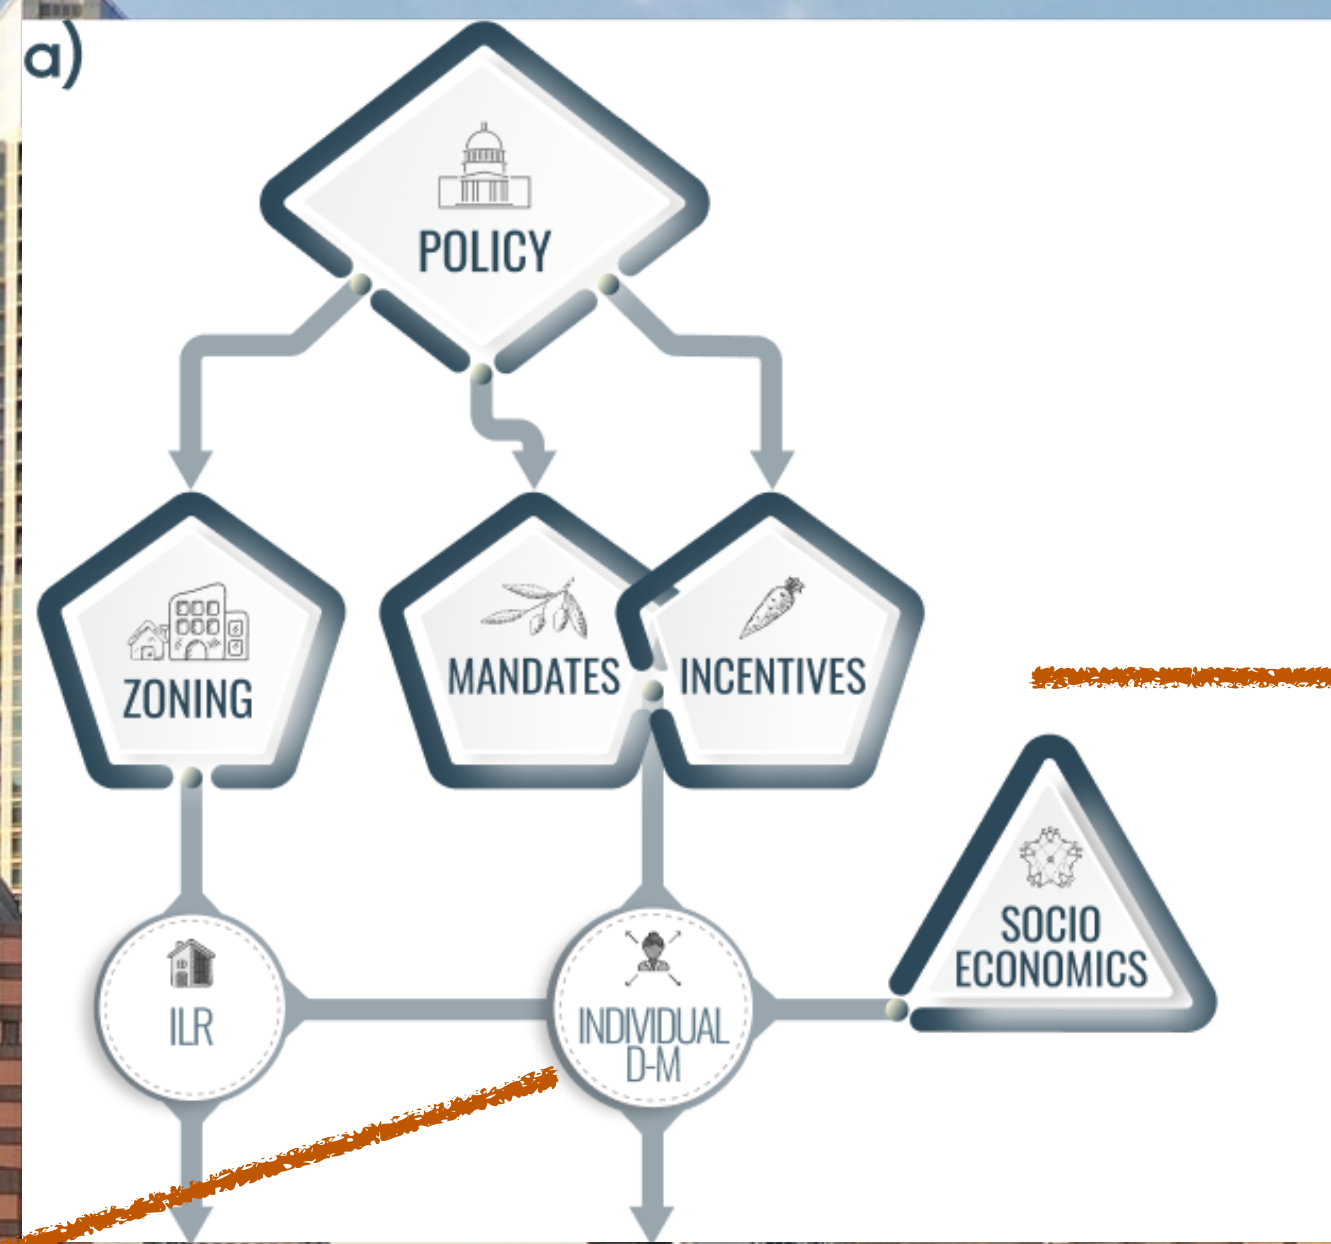 a)
POLICY
ZONING
MANDATES
INCENTIVES
SOCIO
ECONOMICS
ILR
INDIVIDUAL
D-M